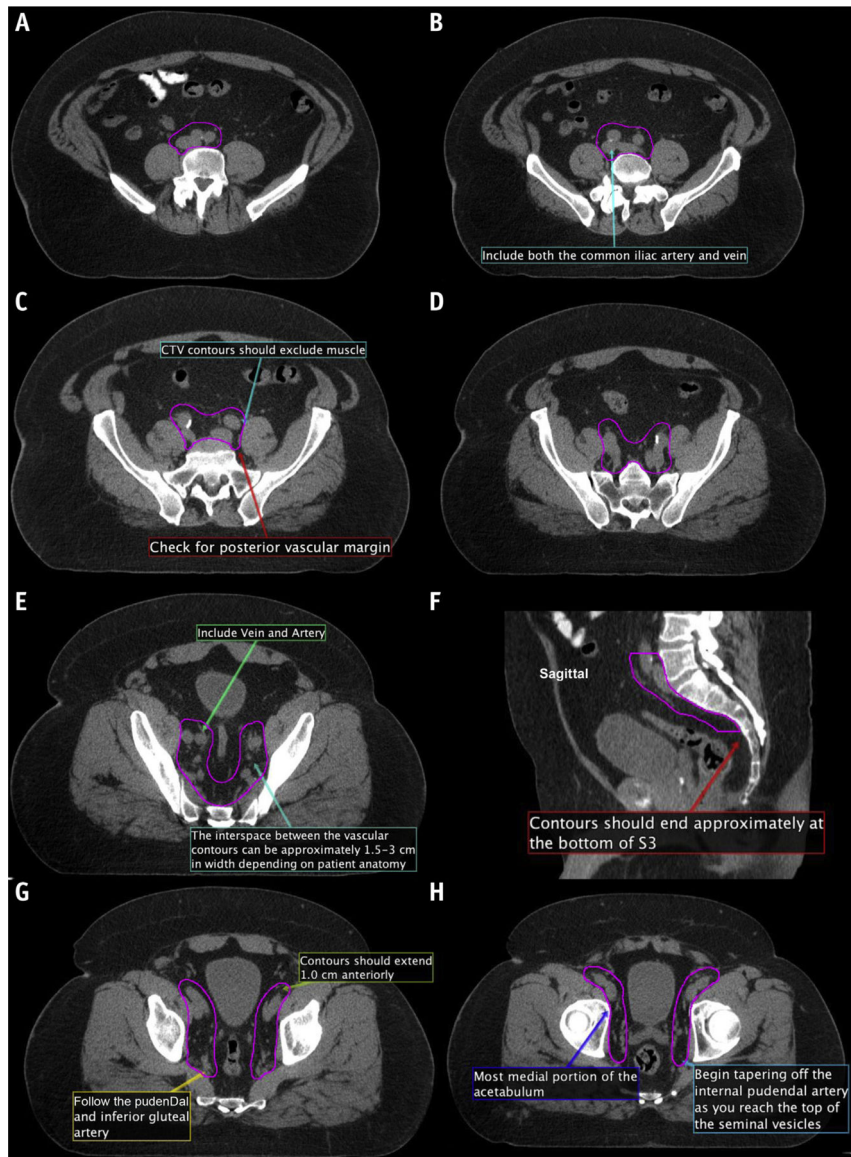 A
B
Include both the common iliac artery and vein
C
CTV contours should exclude muscle
Check for posterior vascular margin
D
E
Include Vein and Artery
The interspace between the vascular
contours can be approximately 1.5-3 cm
in width depending on patient anatomy
F
Sagittal
Contours should end approximately at
the bottom of S3
G
Contours should extend
1.0 cm anteriorly
Follow the pudenDal
and inferior gluteal
artery
H
Most medial portion of the
acetabulum
Begin tapering off the
internal pudendal artery
as you reach the top of
the seminal vesicles